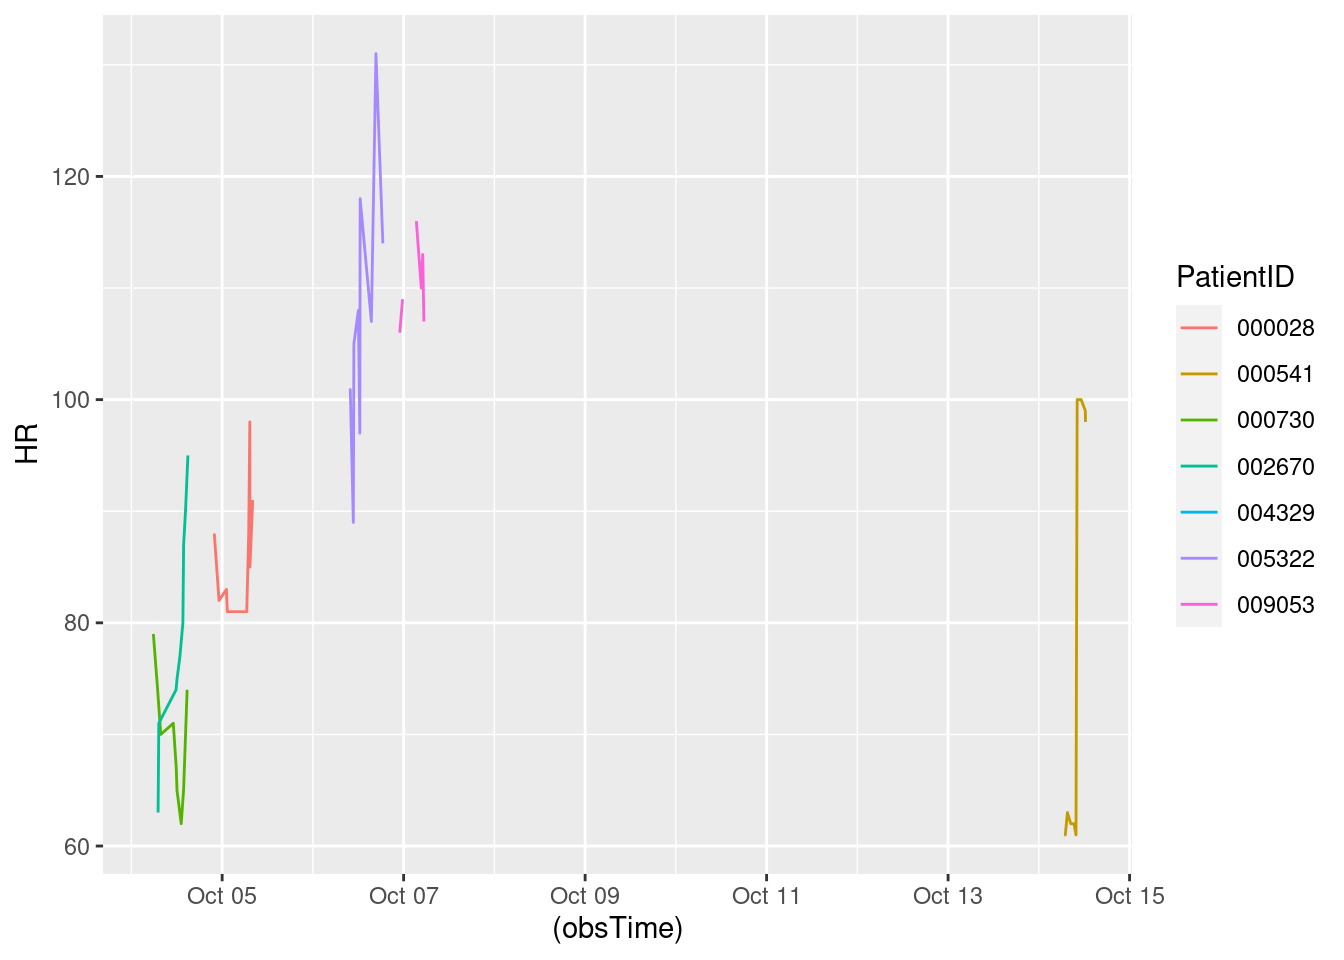 120
100
80
60
HR
Oct 05
Oct 07
Oct 09
Oct 11
Oct 13
Oct 15
(obsTime)
PatientID
000028
000541
000730
002670
004329
005322
009053